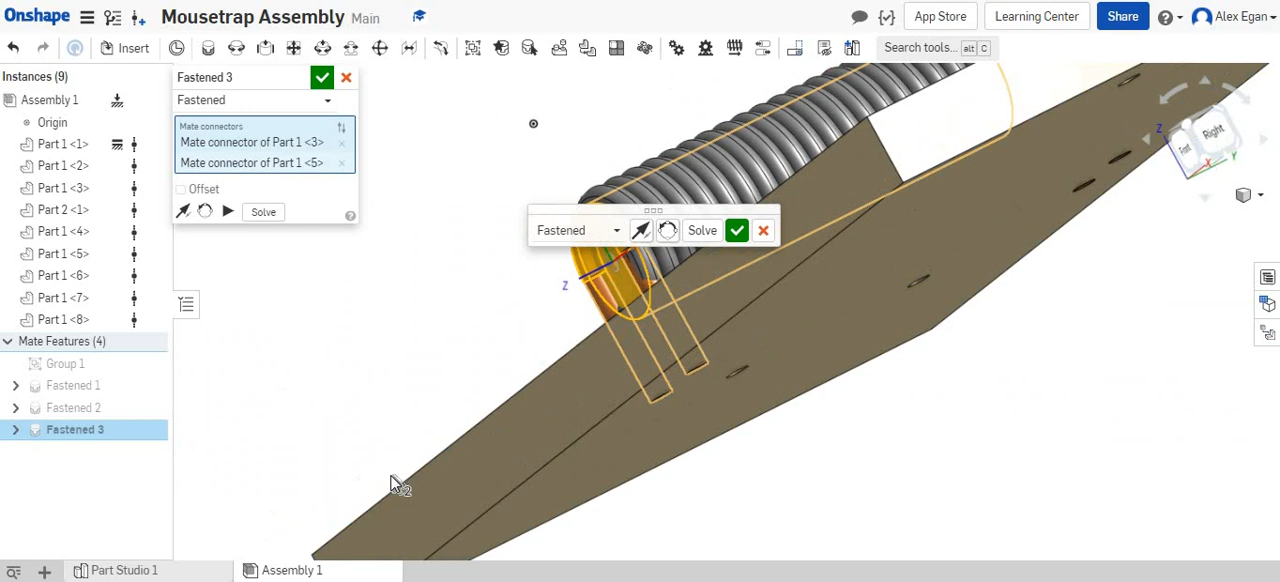 Onshape Mousetrap Assembly Main App Store Learning Center Share Alex Egan
Insert Search tools... alt C
Instances (9)
Assembly 1
Origin
Part 1 <1>
Part 1 <2>
Part 1 <3>
Part 2 <1>
Part 1 <4>
Part 1 <5>
Part 1 <6>
Part 1 <7>
Part 1 <8>
Mate Features (4)
Group 1
Fastened 1
Fastened 2
Fastened 3
Fastened 3
Fastened
Mate connectors
Mate connector of Part 1 <3>
Mate connector of Part 1 <5>
Offset
Solve
Fastened Solve
Z
Z
Front
Right
X
Y
2
Part Studio 1 Assembly 1